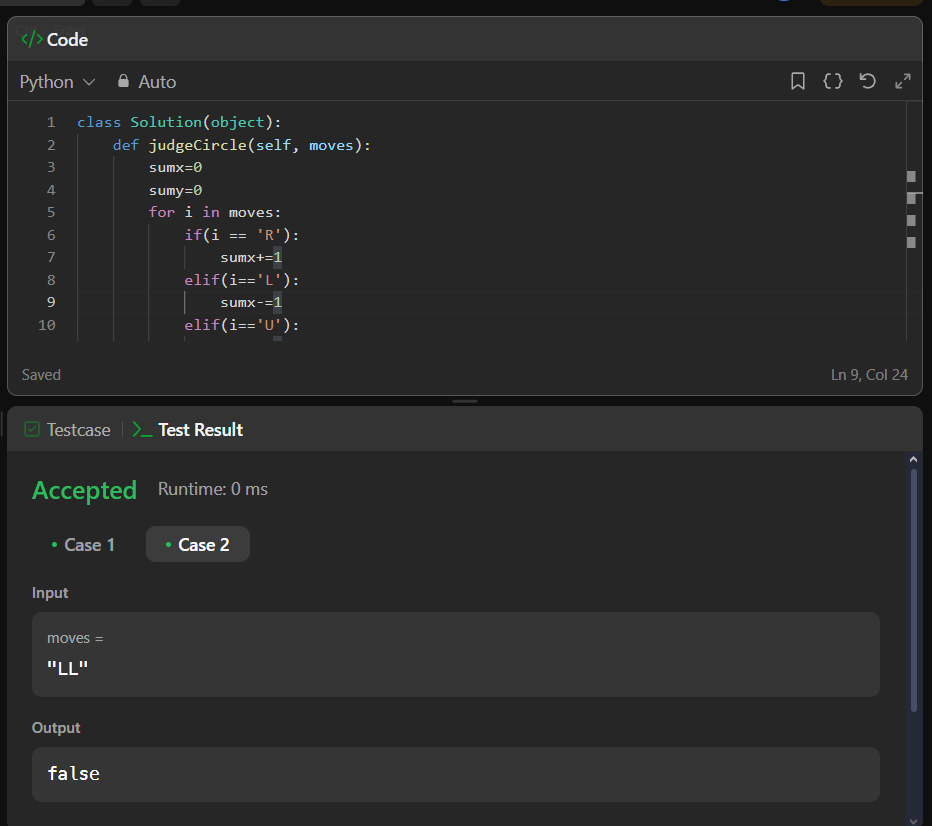 </> Code
Python Auto
1 class Solution(object):
2 def judgeCircle(self, moves):
3 sumx=0
4 sumy=0
5 for i in moves:
6 if(i == 'R'):
7 sumx+=1
8 elif(i=='L'):
9 sumx-=1
10 elif(i=='U'):
Saved Ln 9, Col 24
Testcase >_ Test Result
Accepted Runtime: 0 ms
Case 1 Case 2
Input
moves =
"LL"
Output
false